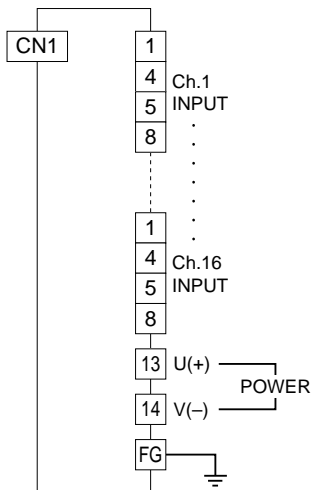 CN1
1
4
5
8
Ch.1
INPUT
1
4
5
8
Ch.16
INPUT
13 U(+)
POWER
14 V(–)
FG